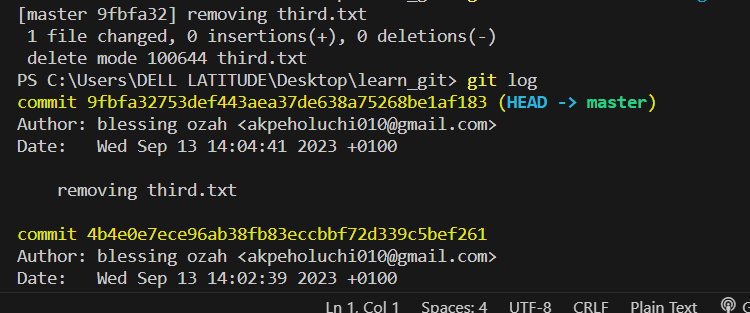 [master 9fbfa32] removing third.txt
 1 file changed, 0 insertions(+), 0 deletions(-)
 delete mode 100644 third.txt
PS C:\Users\DELL LATITUDE\Desktop\learn_git> git log
commit 9fbfa32753def443aea37de638a75268be1af183 (HEAD -> master)
Author: blessing ozah <akpeholuchi010@gmail.com>
Date:   Wed Sep 13 14:04:41 2023 +0100

    removing third.txt

commit 4b4e0e7ece96ab38fb83eccbbf72d339c5bef261
Author: blessing ozah <akpeholuchi010@gmail.com>
Date:   Wed Sep 13 14:02:39 2023 +0100
Ln 1, Col 1 Spaces: 4 UTF-8 CRLF Plain Text